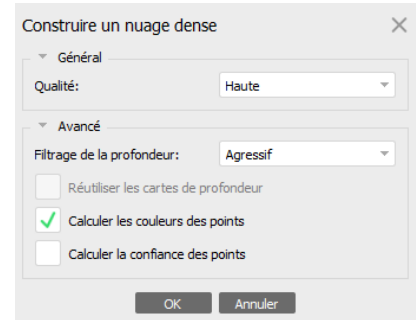 Construire un nuage dense
Général
Qualité: Haute
Avancé
Filtrage de la profondeur: Agressif
Réutiliser les cartes de profondeur
Calculer les couleurs des points
Calculer la confiance des points
OK Annuler